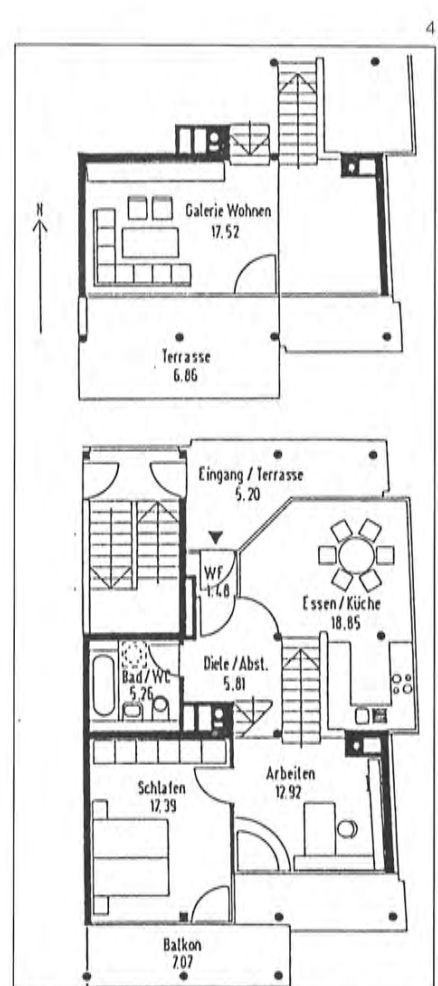 4
N
Galerie Wohnen
17.52
Terrasse
6.86
Eingang / Terrasse
5.20
WF
1.48
Essen / Küche
18.85
Diele / Abst.
5.81
Bad / WC
5.26
Arbeiten
12.92
Schlafen
17.39
Balkon
7.07